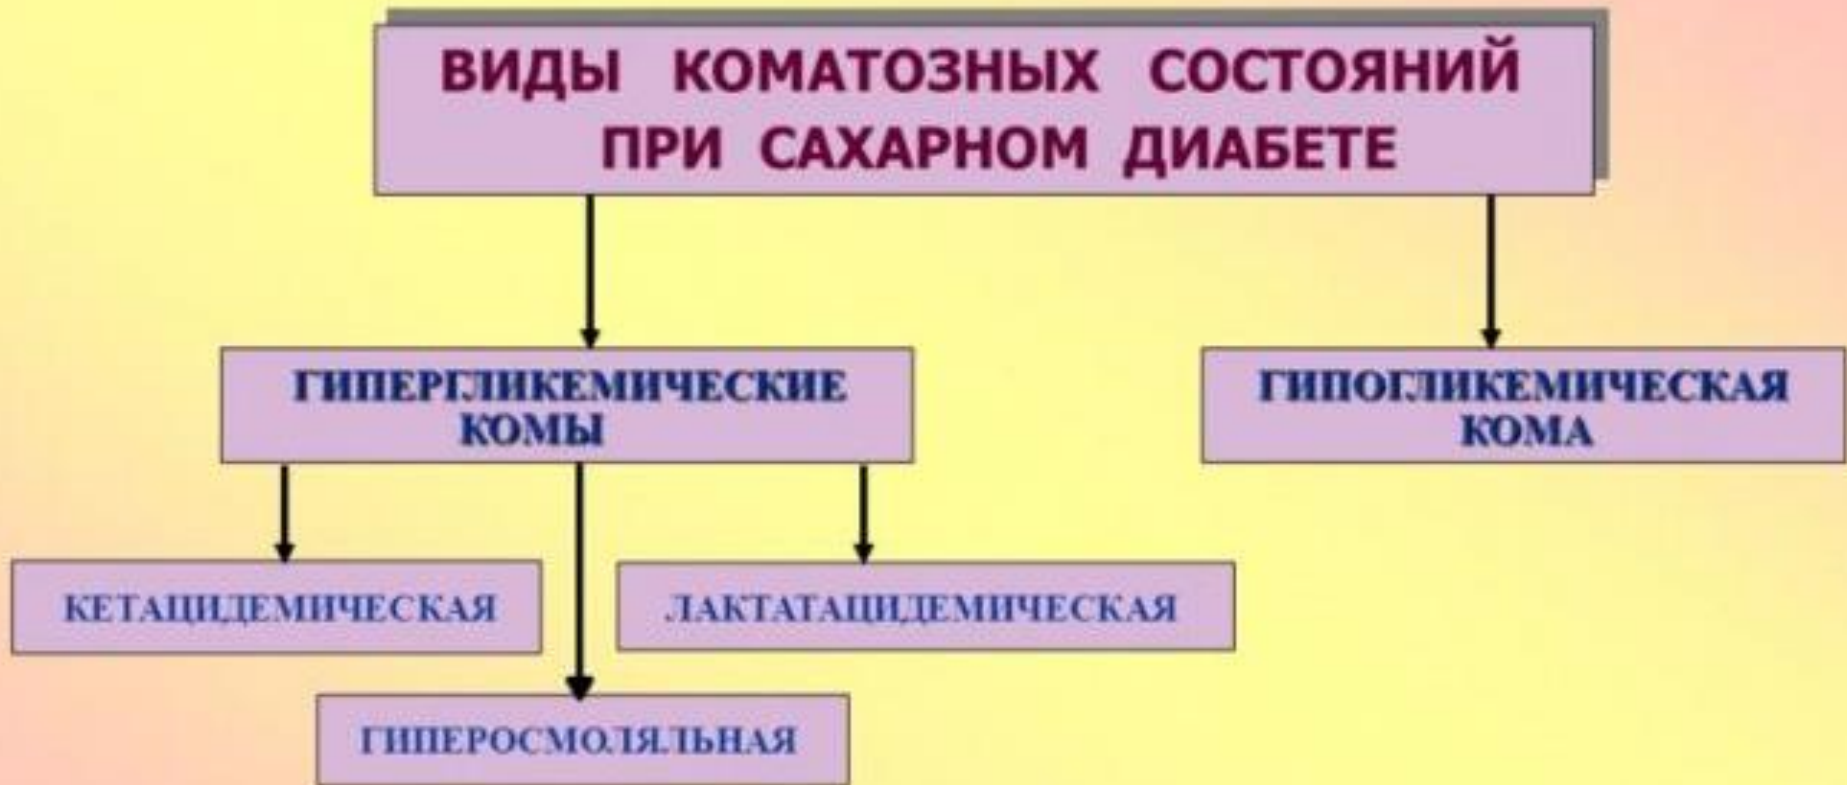 ВИДЫ КОМАТОЗНЫХ СОСТОЯНИЙ
ПРИ САХАРНОМ ДИАБЕТЕ
ГИПЕРГЛИКЕМИЧЕСКИЕ
КОМЫ
ГИПОГЛИКЕМИЧЕСКАЯ
КОМА
КЕТАЦИДЕМИЧЕСКАЯ
ЛАКТАТАЦИДЕМИЧЕСКАЯ
ГИПЕРОСМОЛЯЛЬНАЯ